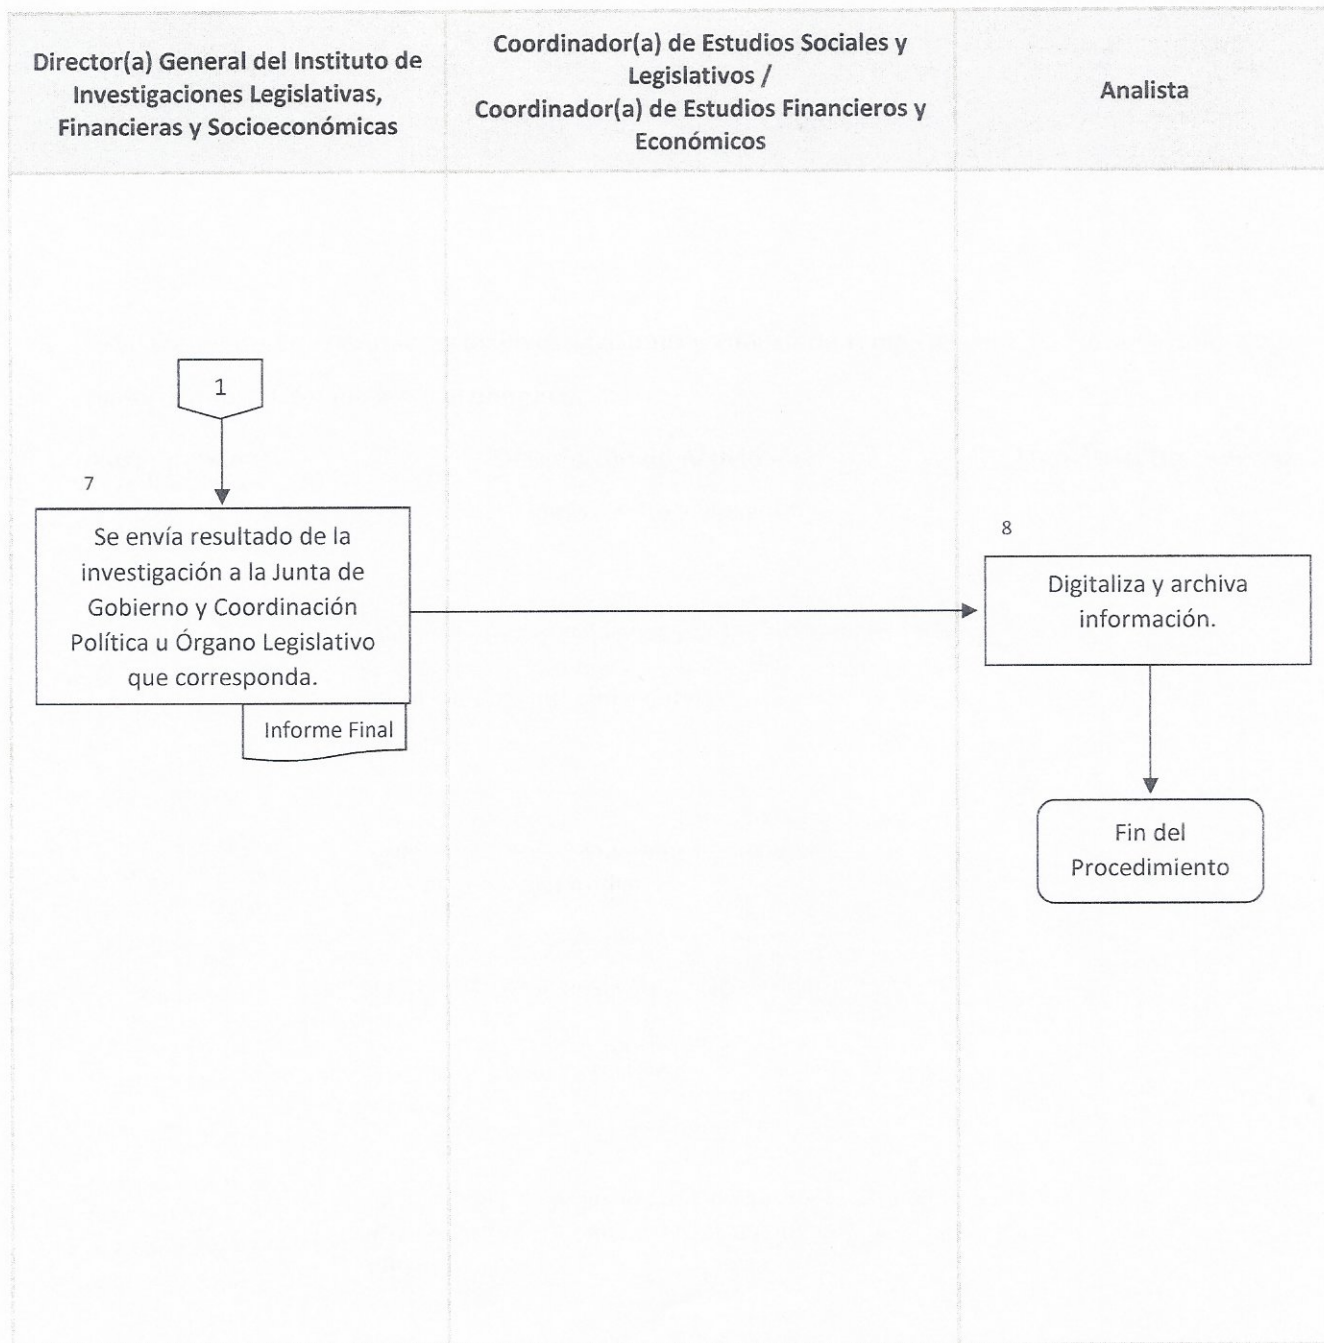 Director(a) General del Instituto de
Investigaciones Legislativas,
Financieras y Socioeconómicas
Coordinador(a) de Estudios Sociales y
Legislativos /
Coordinador(a) de Estudios Financieros y
Económicos
Analista
1
7
Se envía resultado de la
investigación a la Junta de
Gobierno y Coordinación
Política u Órgano Legislativo
que corresponda.
Informe Final
8
Digitaliza y archiva
información.
Fin del
Procedimiento